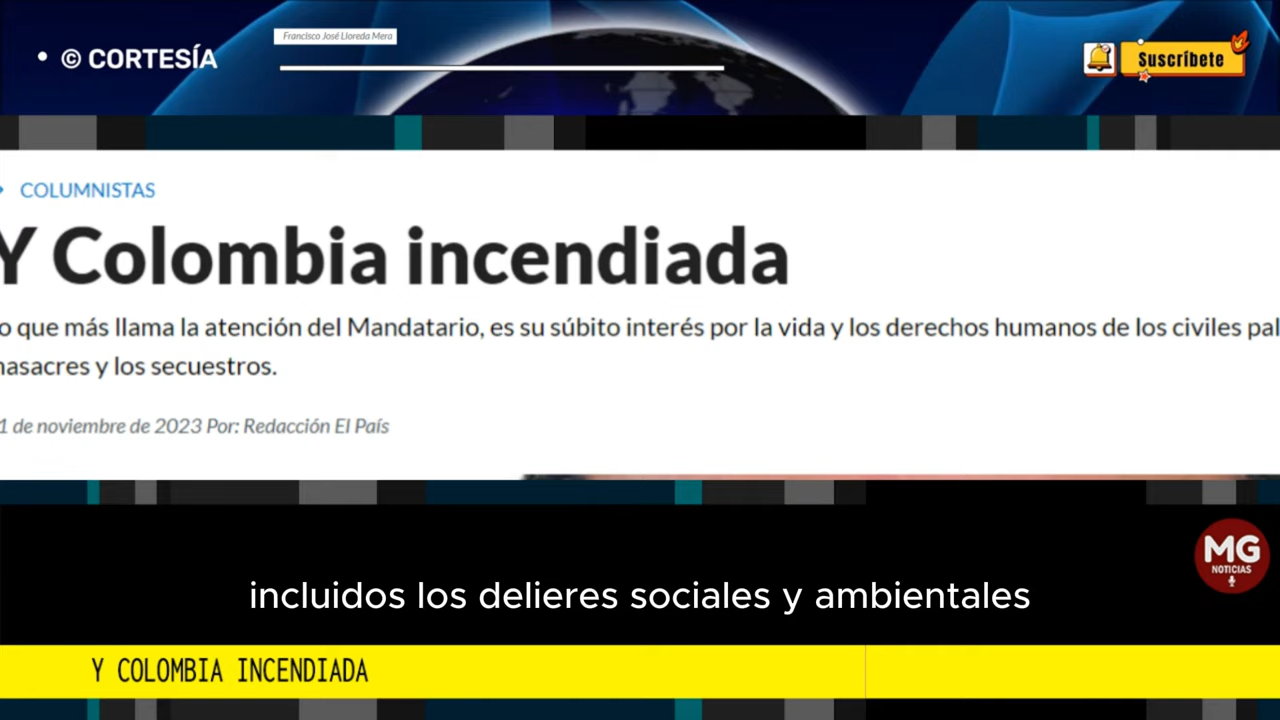 • © CORTESÍA
Francisco José Lloreda Mera
Suscríbete
COLUMNISTAS
Y Colombia incendiada
o que más llama la atención del Mandatario, es su súbito interés por la vida y los derechos humanos de los civiles pal
masacres y los secuestros.
1 de noviembre de 2023 Por: Redacción El País
MG
NOTICIAS
incluidos los delieres sociales y ambientales
Y COLOMBIA INCENDIADA